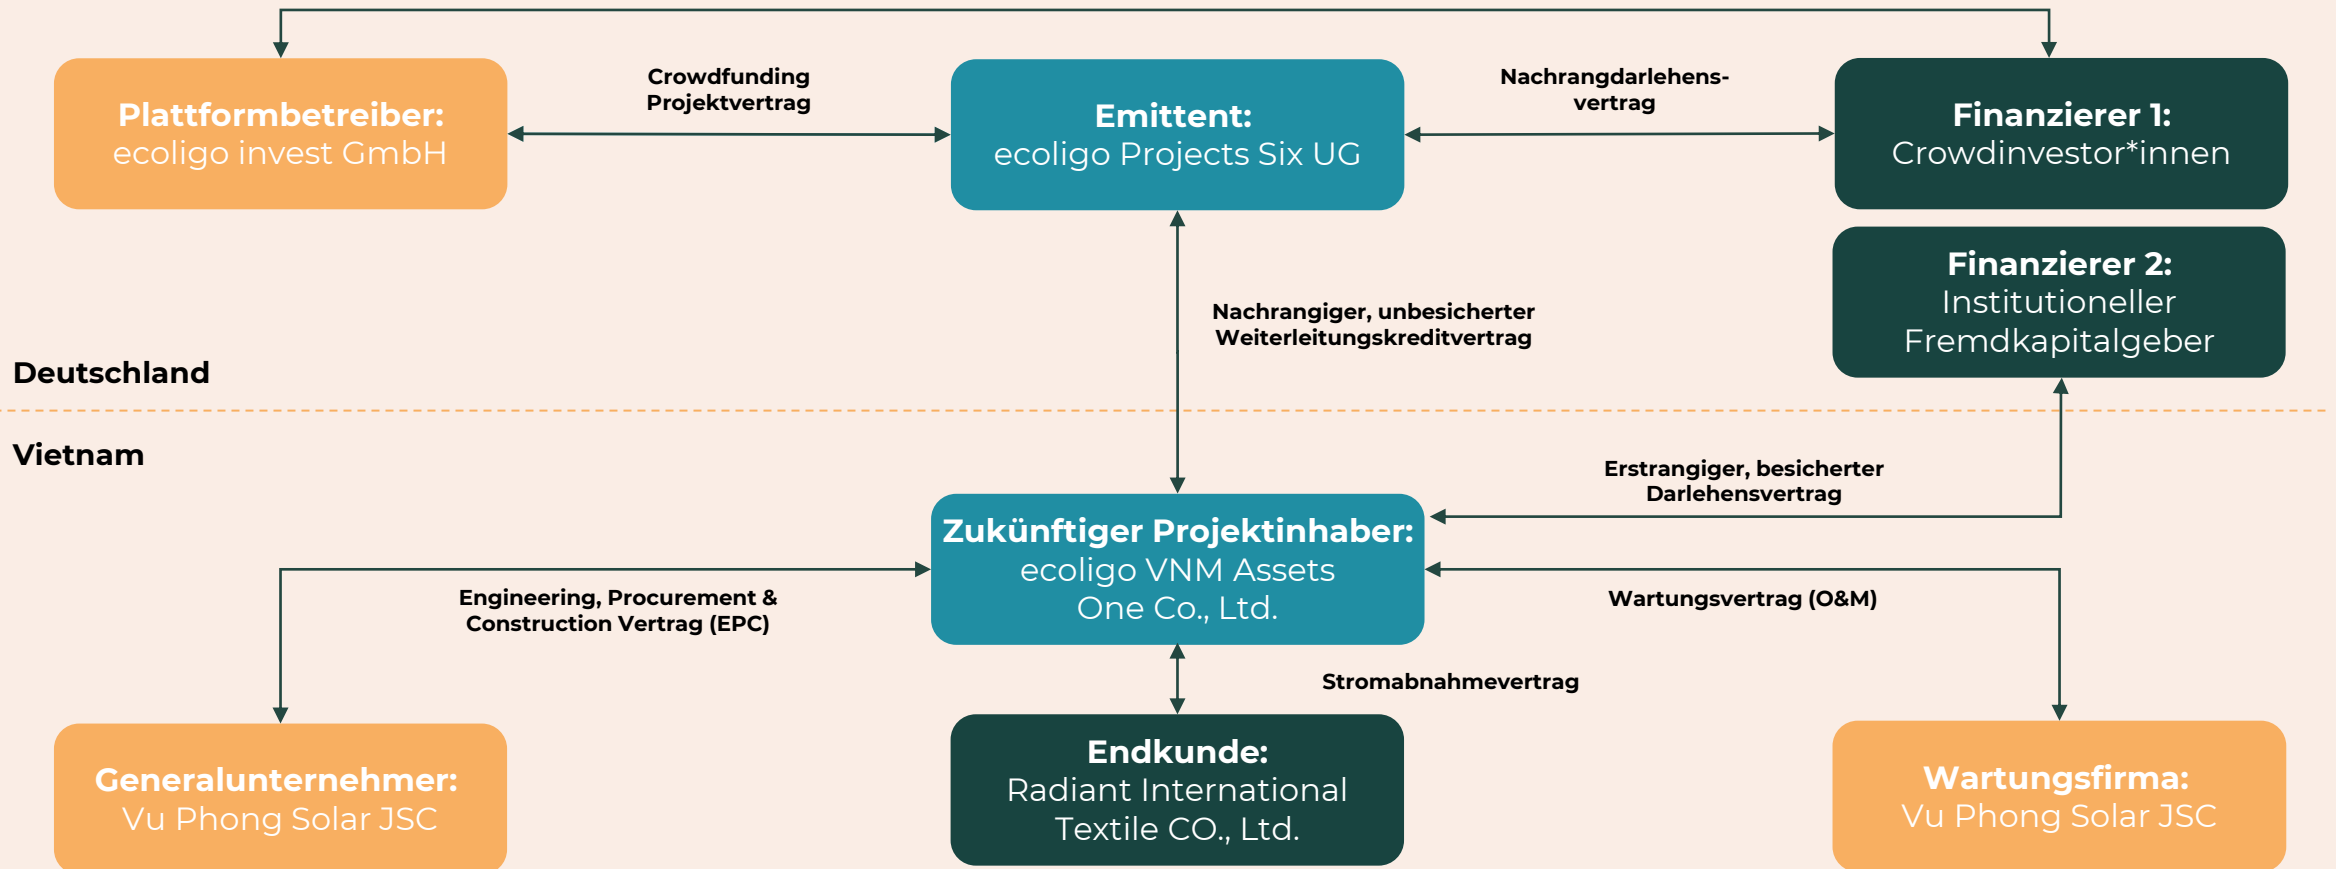 Crowdfunding
Projektvertrag
Nachrangdarlehens-
vertrag
Plattformbetreiber:
ecoligo invest GmbH
Emittent:
ecoligo Projects Six UG
Finanzierer 1:
Crowdinvestor*innen
Finanzierer 2:
Institutioneller
Fremdkapitalgeber
Nachrangiger, unbesicherter
Weiterleitungskreditvertrag
Deutschland
Vietnam
Erstrangiger, besicherter
Darlehensvertrag
Zukünftiger Projektinhaber:
ecoligo VNM Assets
One Co., Ltd.
Engineering, Procurement &
Construction Vertrag (EPC)
Wartungsvertrag (O&M)
Stromabnahmevertrag
Generalunternehmer:
Vu Phong Solar JSC
Endkunde:
Radiant International
Textile CO., Ltd.
Wartungsfirma:
Vu Phong Solar JSC